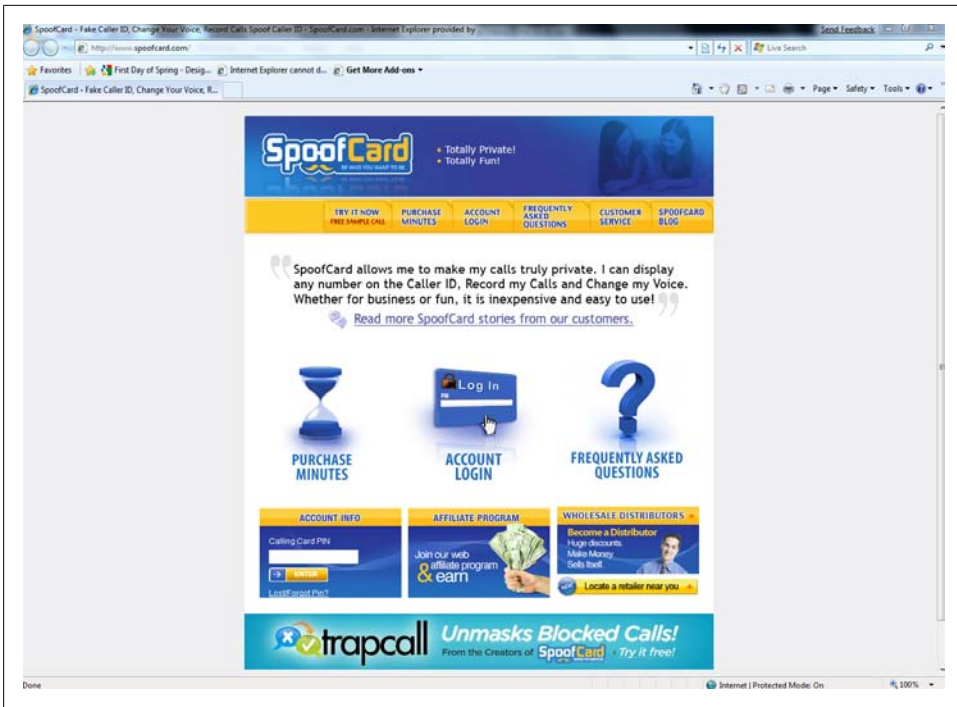 SpoofCard - Fake Caller ID, Change Your Voice, Record Calls Spoof Caller ID - SpoofCard.com - Internet Explorer provided by
Send Feedback
http://www.spoofcard.com/
Live Search
Favorites
First Day of Spring - Desig...
Internet Explorer cannot d...
Get More Add-ons
SpoofCard - Fake Caller ID, Change Your Voice, R...
Page
Safety
Tools
SpoofCard
BE WHO YOU WANT TO BE
• Totally Private!
• Totally Fun!
TRY IT NOW
FREE SAMPLE CALL
PURCHASE
MINUTES
ACCOUNT
LOGIN
FREQUENTLY
ASKED
QUESTIONS
CUSTOMER
SERVICE
SPOOFCARD
BLOG
"SpoofCard allows me to make my calls truly private. I can display
any number on the Caller ID, Record my Calls and Change my Voice.
Whether for business or fun, it is inexpensive and easy to use!"
Read more SpoofCard stories from our customers.
Log In
PIN
PURCHASE
MINUTES
ACCOUNT
LOGIN
FREQUENTLY ASKED
QUESTIONS
ACCOUNT INFO
Calling Card PIN
ENTER
Lost/Forgot Pin?
AFFILIATE PROGRAM
Join our web
affiliate program
& earn
WHOLESALE DISTRIBUTORS
Become a Distributor
Huge discounts.
Make Money.
Sells Itself.
NEW
Locate a retailer near you
trapcall
Unmasks Blocked Calls!
From the Creators of SpoofCard · Try it free!
Done
Internet | Protected Mode: On
100%